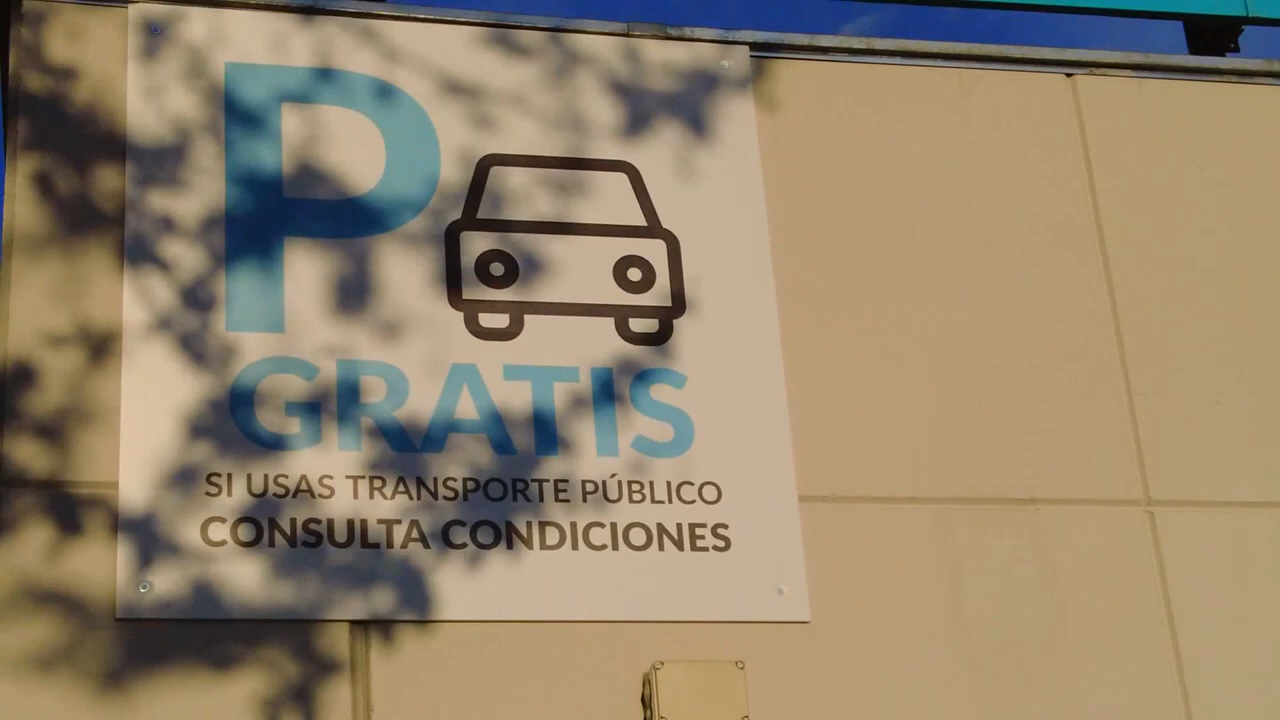 P
GRATIS
SI USAS TRANSPORTE PÚBLICO
CONSULTA CONDICIONES